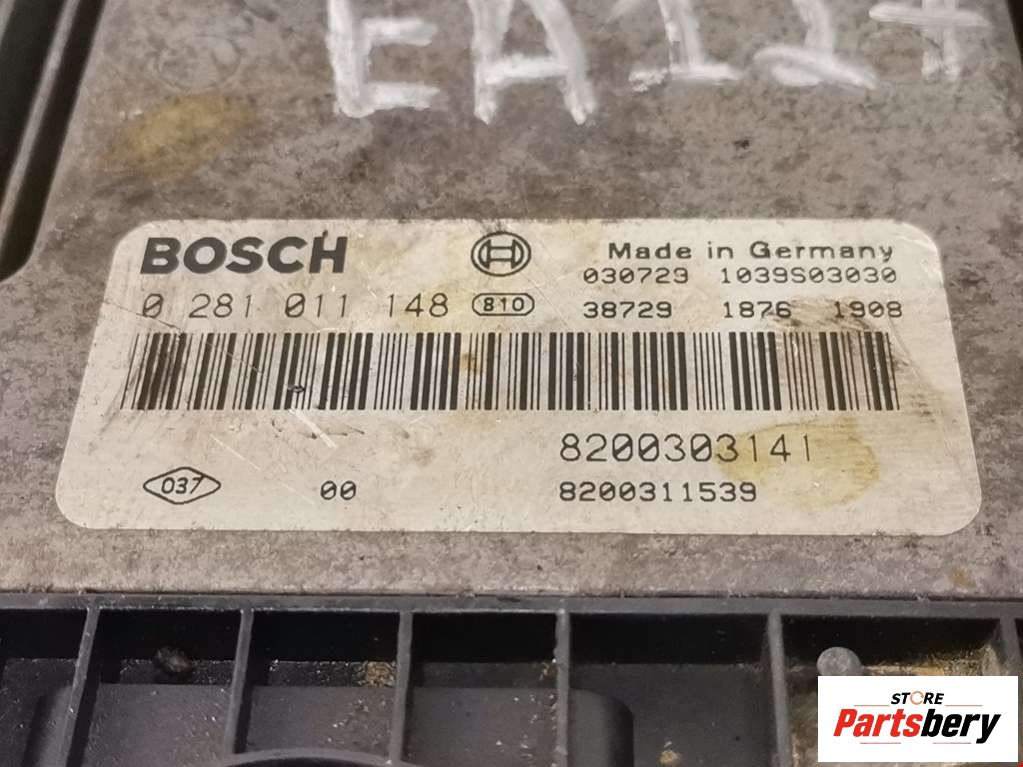 BOSCH Made in Germany
030729 1039S03030
0 281 011 148 810 38729 1876 1908
8200303141
037 00 8200311539
STORE
Partsbery